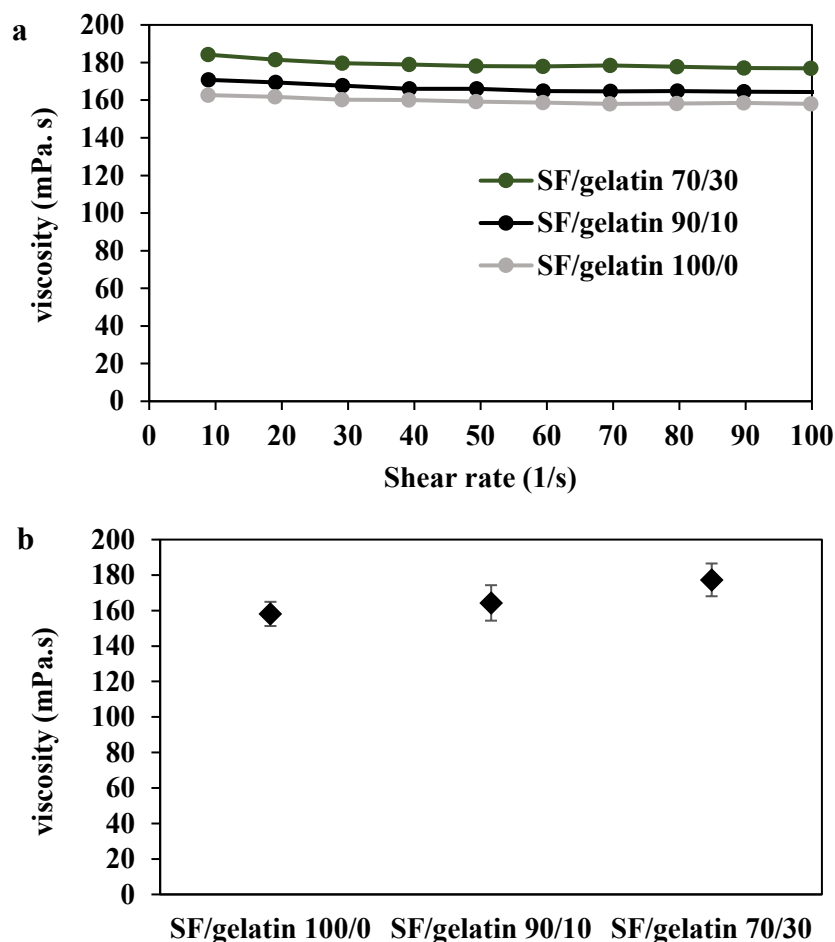 a
200
180
160
140
120
100
80
60
40
20
0
viscosity (mPa. s)
SF/gelatin 70/30
SF/gelatin 90/10
SF/gelatin 100/0
0 10 20 30 40 50 60 70 80 90 100
Shear rate (1/s)
b
200
180
160
140
120
100
80
60
40
20
0
viscosity (mPa.s)
SF/gelatin 100/0 SF/gelatin 90/10 SF/gelatin 70/30